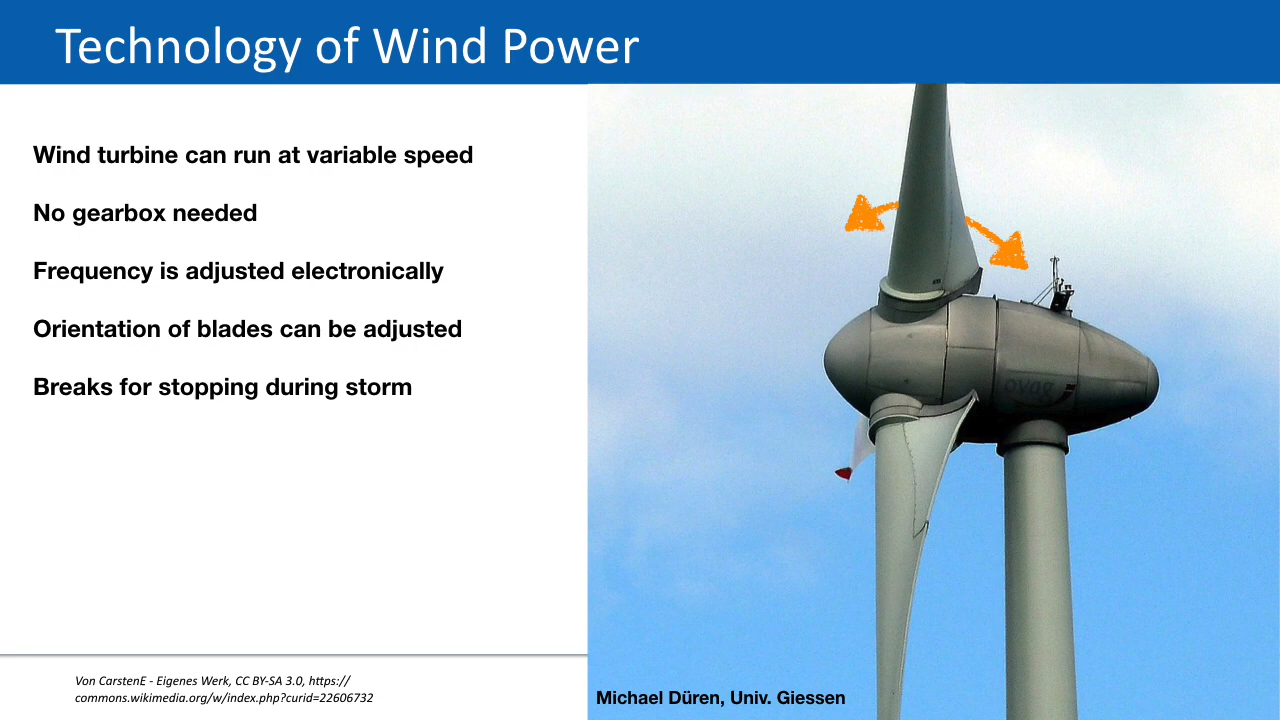 Technology of Wind Power
Wind turbine can run at variable speed
No gearbox needed
Frequency is adjusted electronically
Orientation of blades can be adjusted
Breaks for stopping during storm
ovag
Von CarstenE - Eigenes Werk, CC BY-SA 3.0, https://
commons.wikimedia.org/w/index.php?curid=22606732
Michael Düren, Univ. Giessen